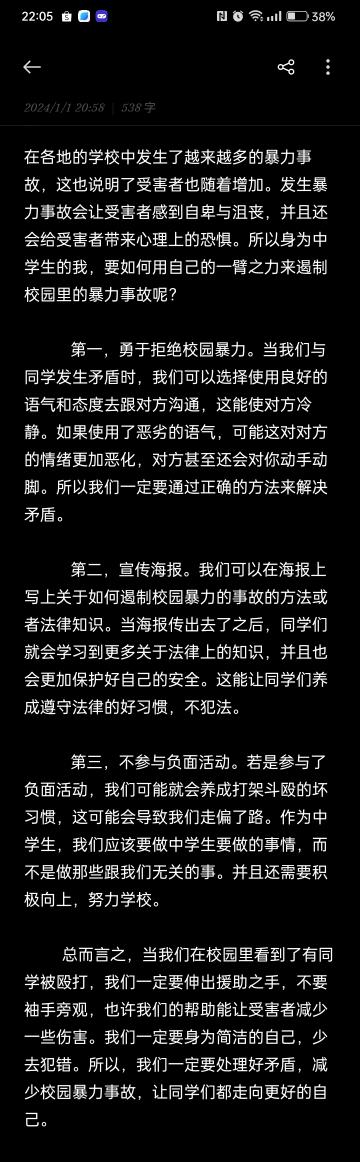 22:05
38%
2024/1/1 20:58 | 538 字
在各地的学校中发生了越来越多的暴力事
故，这也说明了受害者也随着增加。发生暴
力事故会让受害者感到自卑与沮丧，并且还
会给受害者带来心理上的恐惧。所以身为中
学生的我，要如何用自己的一臂之力来遏制
校园里的暴力事故呢？
第一，勇于拒绝校园暴力。当我们与
同学发生矛盾时，我们可以选择使用良好的
语气和态度去跟对方沟通，这能使对方冷
静。如果使用了恶劣的语气，可能这对对方
的情绪更加恶化，对方甚至还会对你动手动
脚。所以我们一定要通过正确的方法来解决
矛盾。
第二，宣传海报。我们可以在海报上
写上关于如何遏制校园暴力的事故的方法或
者法律知识。当海报传出去了之后，同学们
就会学习到更多关于法律上的知识，并且也
会更加保护好自己的安全。这能让同学们养
成遵守法律的好习惯，不犯法。
第三，不参与负面活动。若是参与了
负面活动，我们可能就会养成打架斗殴的坏
习惯，这可能会导致我们走偏了路。作为中
学生，我们应该要做中学生要做的事情，而
不是做那些跟我们无关的事。并且还需要积
极向上，努力学校。
总而言之，当我们在校园里看到了有同
学被殴打，我们一定要伸出援助之手，不要
袖手旁观，也许我们的帮助能让受害者减少
一些伤害。我们一定要身为简洁的自己，少
去犯错。所以，我们一定要处理好矛盾，减
少校园暴力事故，让同学们都走向更好的自
己。